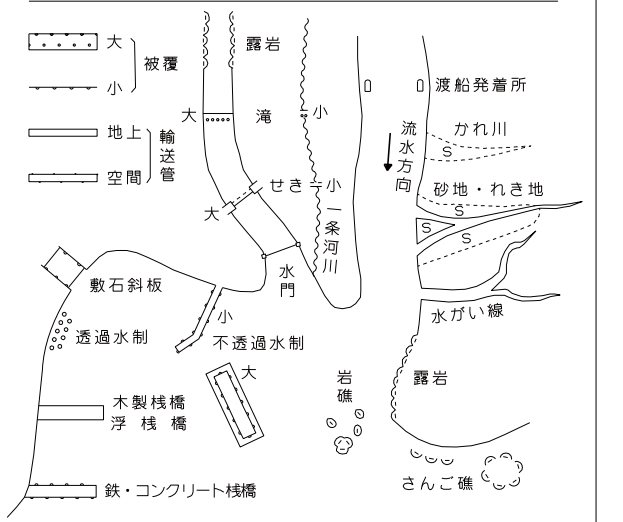 大
被覆
小
地上
輸送管
空間
露岩
大
滝
小
せき
小
大
一条河川
水門
渡船発着所
流水方向
かれ川
S
砂地・れき地
S
S
S
水がい線
敷石斜板
透過水制
小
不透過水制
大
木製桟橋
浮桟橋
鉄・コンクリート桟橋
岩礁
露岩
さんご礁